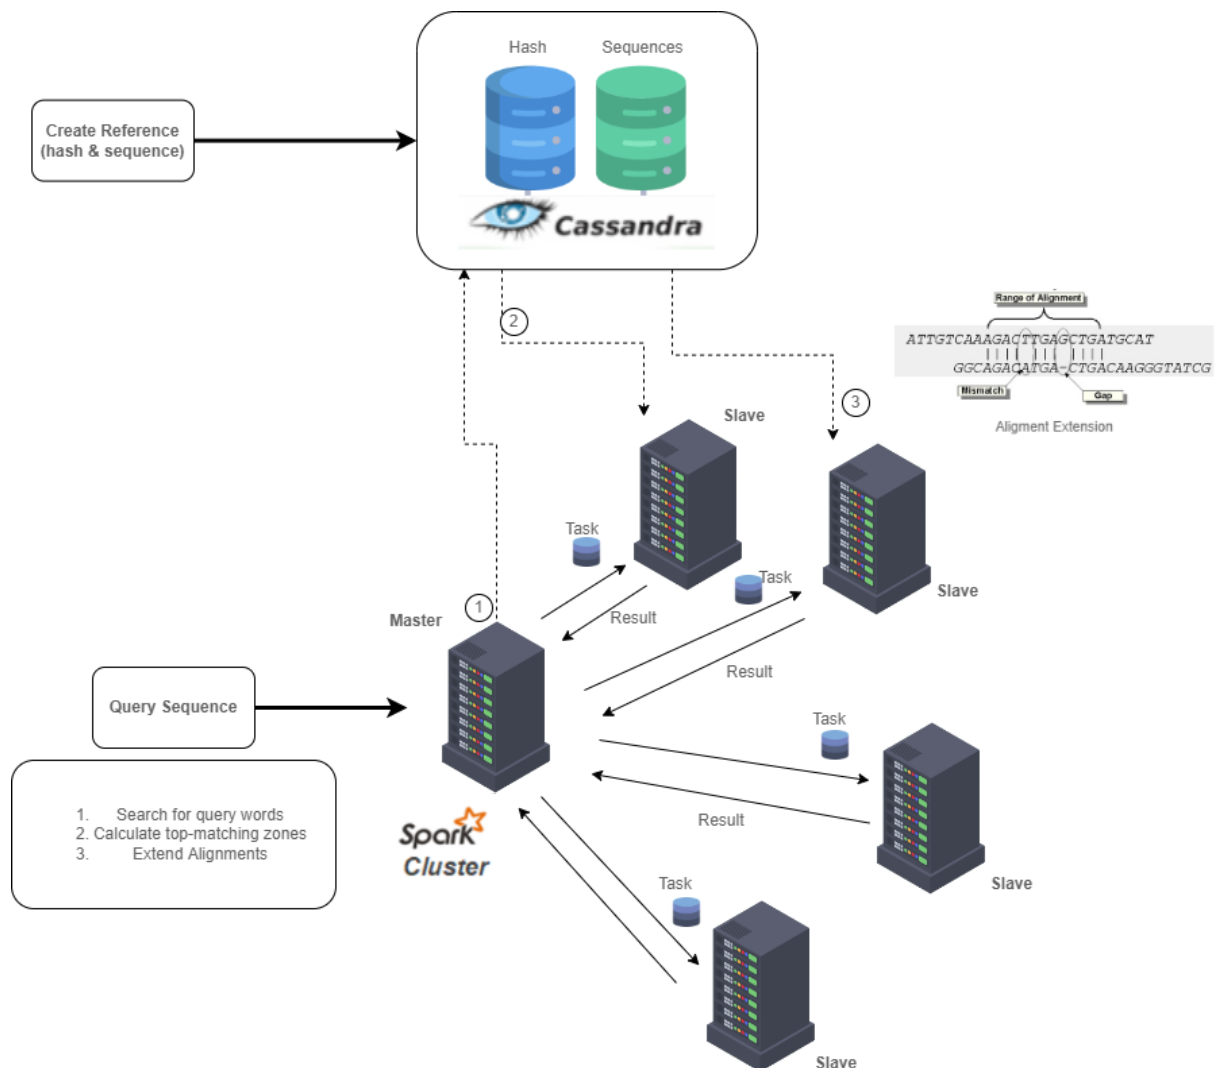 Hash
Sequences
Create Reference
(hash & sequence)
Cassandra
2
3
Range of Alignment
ATTGTCAAAGACTTGAGCTGATGCAT
GGCAGACATGA-CTGACAAGGGTATCG
Mismatch
Gap
Aligment Extension
Slave
Task
Task
Slave
1
Master
Result
Result
Query Sequence
Task
1. Search for query words
2. Calculate top-matching zones
3. Extend Alignments
Result
Spark
Cluster
Slave
Task
Slave